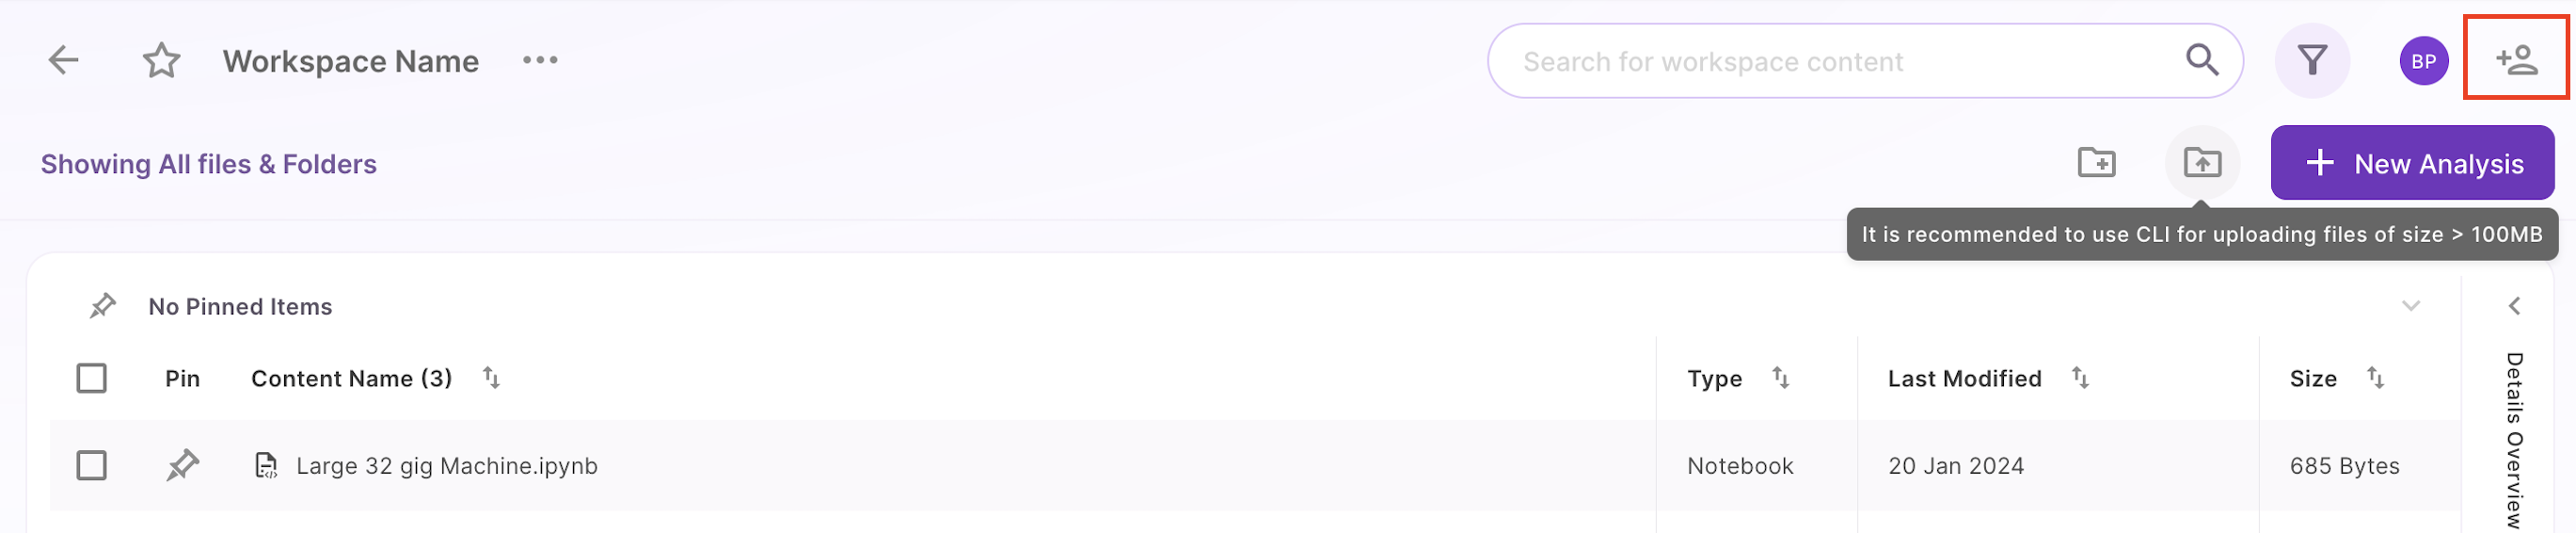 Workspace Name
Search for workspace content
BP
Showing All files & Folders
New Analysis
It is recommended to use CLI for uploading files of size > 100MB
No Pinned Items
Pin Content Name (3) Type Last Modified Size
Large 32 gig Machine.ipynb Notebook 20 Jan 2024 685 Bytes
Details Overview